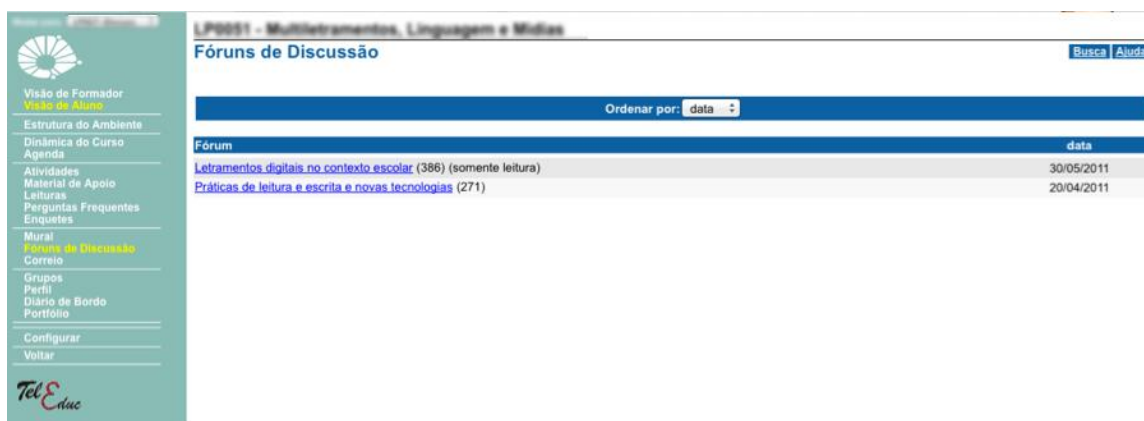 LP0051 - Multiletramentos, Linguagem e Mídias
Fóruns de Discussão
Busca Ajuda
Visão de Formador
Visão de Aluno
Estrutura do Ambiente
Dinâmica do Curso
Agenda
Atividades
Material de Apoio
Leituras
Perguntas Frequentes
Enquetes
Mural
Fóruns de Discussão
Correio
Grupos
Perfil
Diário de Bordo
Portfólio
Configurar
Voltar
TelEduc
Ordenar por: data
Fórum data
Letramentos digitais no contexto escolar (386) (somente leitura) 30/05/2011
Práticas de leitura e escrita e novas tecnologias (271) 20/04/2011